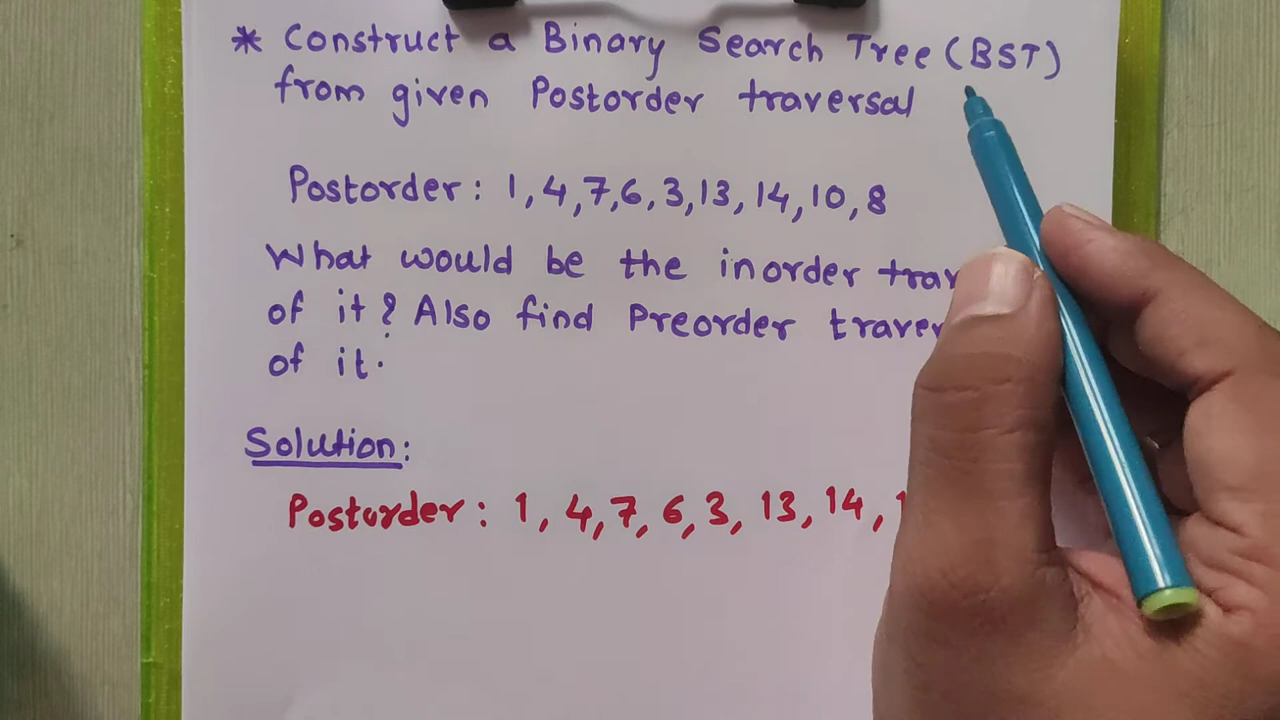 * Construct a Binary Search Tree (BST)
from given Postorder traversal
Postorder: 1, 4, 7, 6, 3, 13, 14, 10, 8
What would be the inorder
of it? Also find Preorder
of it.
Solution:
Postorder: 1, 4, 7, 6, 3, 13, 14,